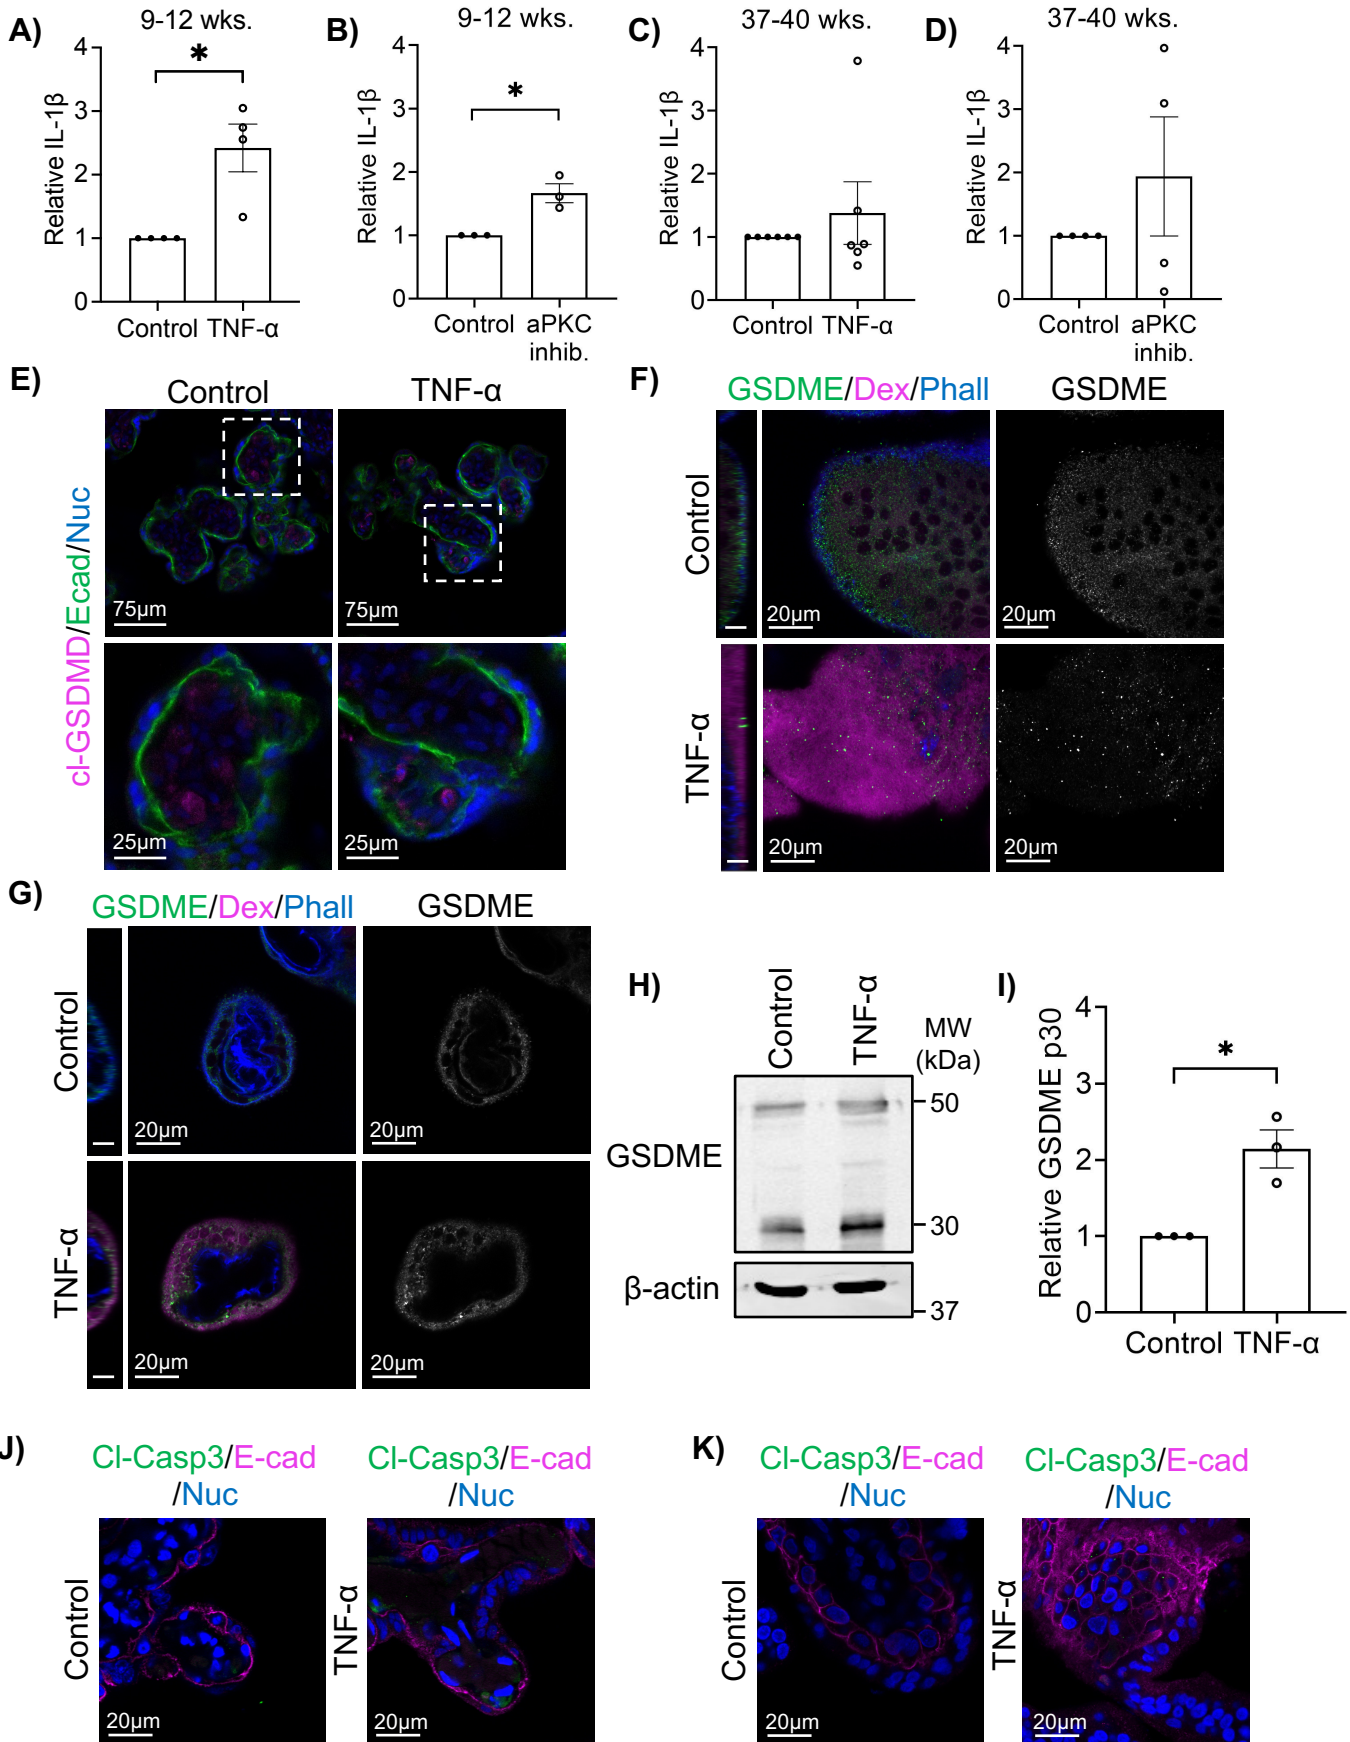 A)
9-12 wks.
*
Relative IL-1β
4
3
2
1
0
Control TNF-α
B)
9-12 wks.
*
Relative IL-1β
4
3
2
1
0
Control aPKC
inhib.
C)
37-40 wks.
Relative IL-1β
4
3
2
1
0
Control TNF-α
D)
37-40 wks.
Relative IL-1β
4
3
2
1
0
Control aPKC
inhib.
E)
Control TNF-α
cl-GSDMD/Ecad/Nuc
75µm 75µm
25µm 25µm
F)
GSDME/Dex/Phall GSDME
Control
20µm 20µm
TNF-α
20µm 20µm
G)
GSDME/Dex/Phall GSDME
Control
20µm 20µm
TNF-α
20µm 20µm
H)
Control TNF-α MW
(kDa)
GSDME
50
30
β-actin
37
I)
*
Relative GSDME p30
4
3
2
1
0
Control TNF-α
J)
Cl-Casp3/E-cad
/Nuc
Control
20µm
Cl-Casp3/E-cad
/Nuc
TNF-α
20µm
K)
Cl-Casp3/E-cad
/Nuc
Control
20µm
Cl-Casp3/E-cad
/Nuc
TNF-α
20µm